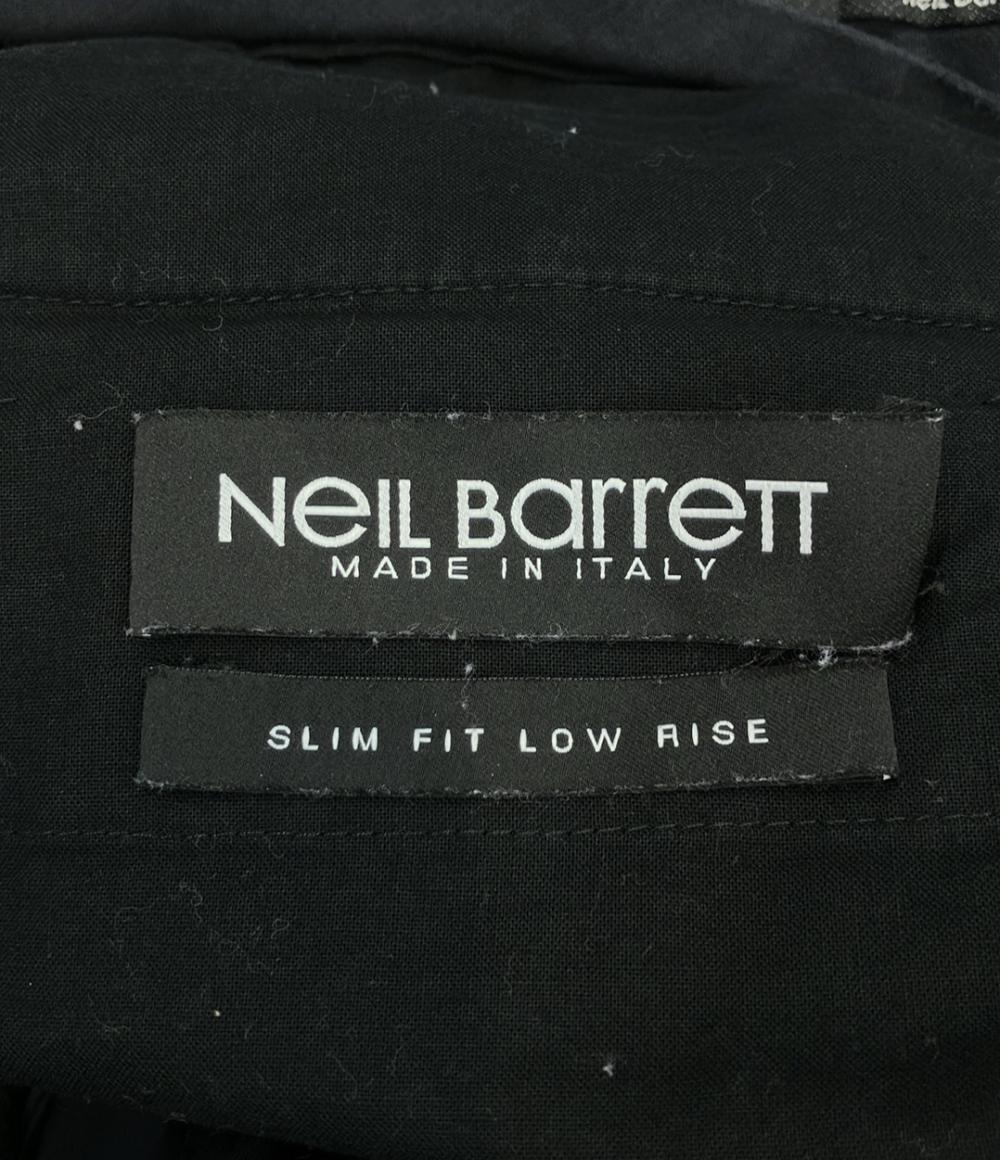 NeIL BarreTT
MADE IN ITALY
SLIM FIT LOW RISE